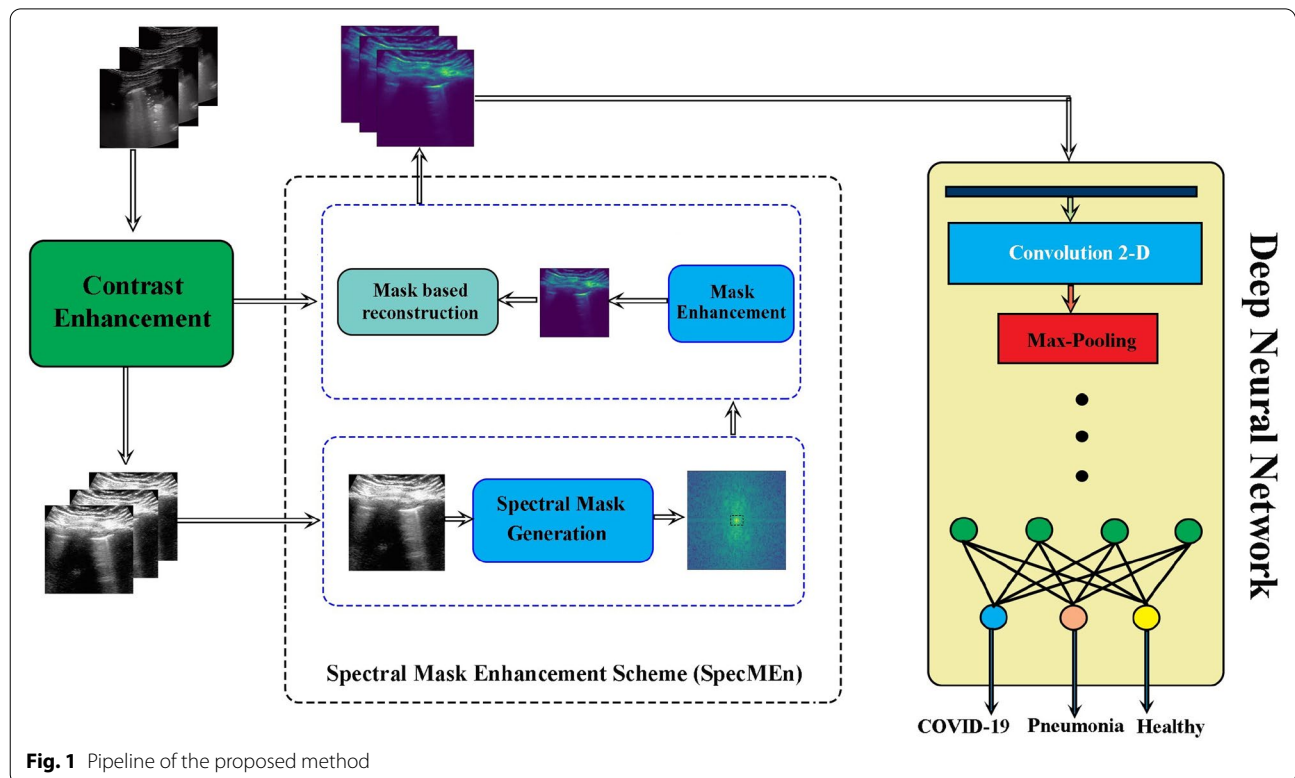 Contrast
Enhancement
Mask based
reconstruction
Mask
Enhancement
Spectral Mask
Generation
Spectral Mask Enhancement Scheme (SpecMEn)
Convolution 2-D
Max-Pooling
Deep Neural Network
COVID-19 Pneumonia Healthy
Fig. 1 Pipeline of the proposed method